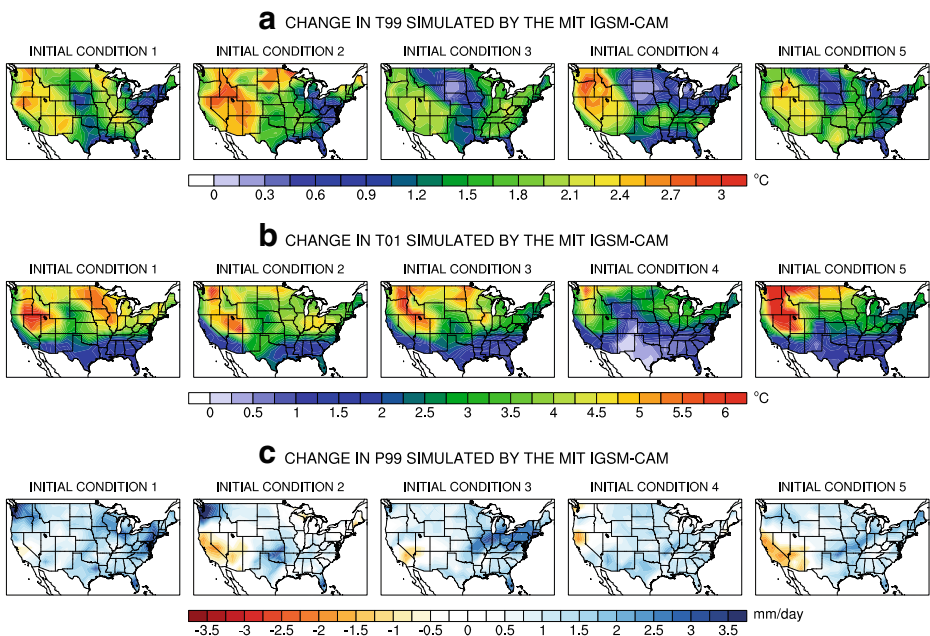 a CHANGE IN T99 SIMULATED BY THE MIT IGSM-CAM
INITIAL CONDITION 1 INITIAL CONDITION 2 INITIAL CONDITION 3 INITIAL CONDITION 4 INITIAL CONDITION 5
°C
0 0.3 0.6 0.9 1.2 1.5 1.8 2.1 2.4 2.7 3
b CHANGE IN T01 SIMULATED BY THE MIT IGSM-CAM
INITIAL CONDITION 1 INITIAL CONDITION 2 INITIAL CONDITION 3 INITIAL CONDITION 4 INITIAL CONDITION 5
°C
0 0.5 1 1.5 2 2.5 3 3.5 4 4.5 5 5.5 6
c CHANGE IN P99 SIMULATED BY THE MIT IGSM-CAM
INITIAL CONDITION 1 INITIAL CONDITION 2 INITIAL CONDITION 3 INITIAL CONDITION 4 INITIAL CONDITION 5
mm/day
-3.5 -3 -2.5 -2 -1.5 -1 -0.5 0 0.5 1 1.5 2 2.5 3 3.5